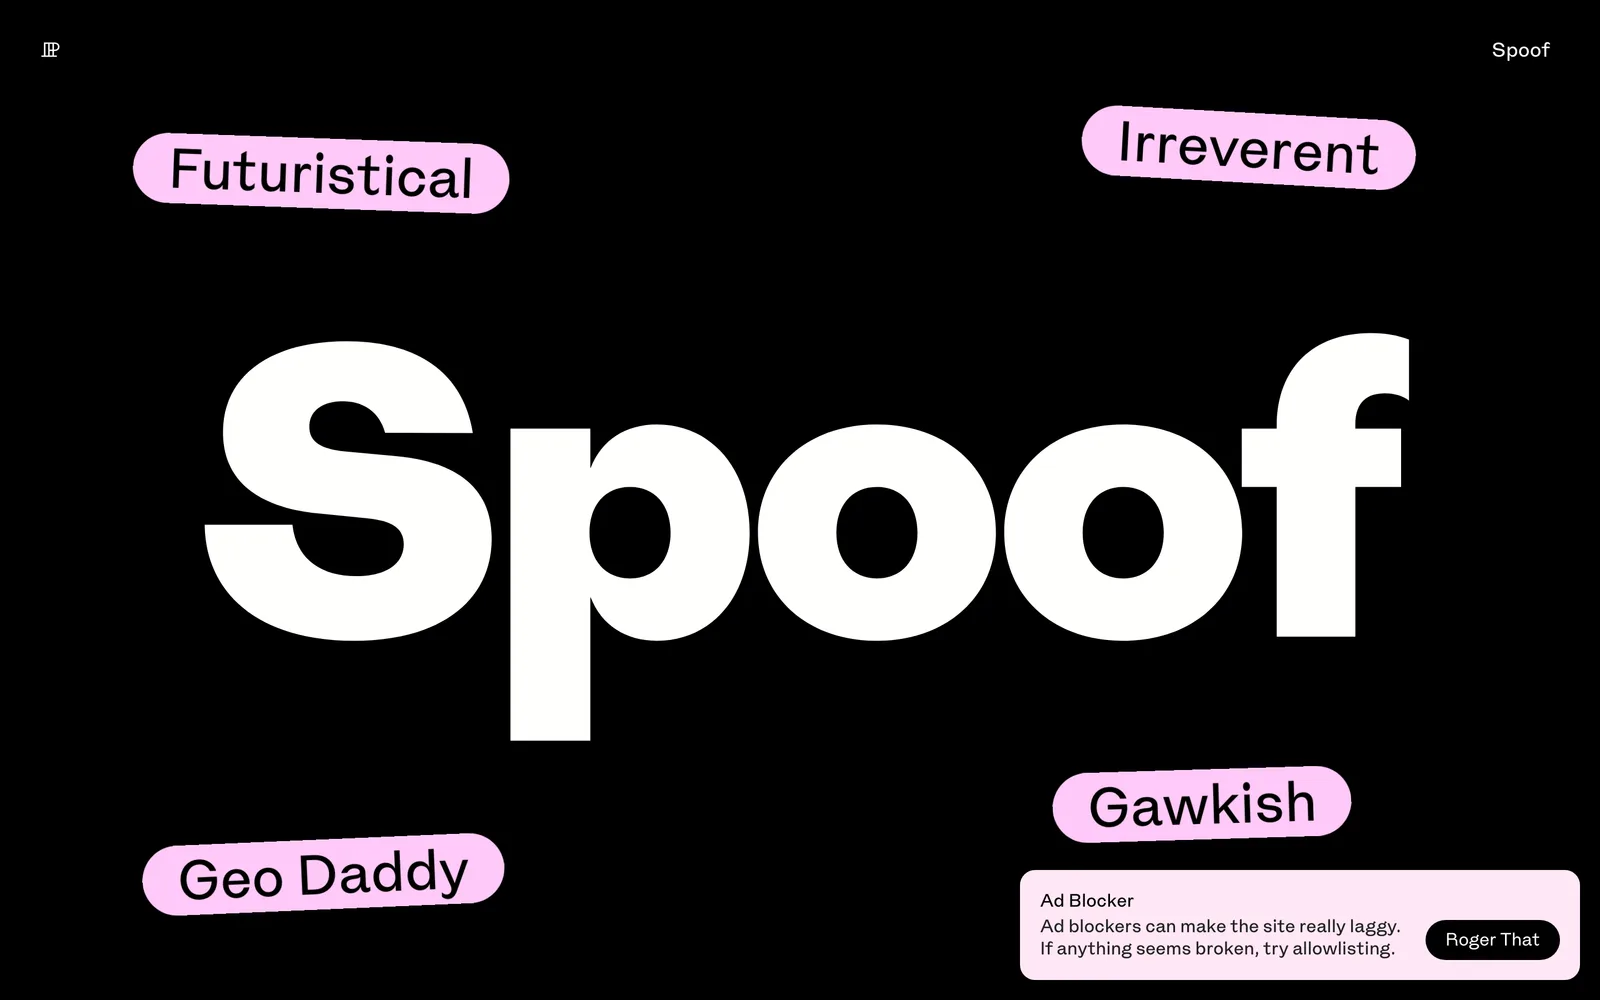 Spoof
Futuristical
Irreverent
Spoof
Gawkish
Geo Daddy
Ad Blocker
Ad blockers can make the site really laggy.
If anything seems broken, try allowlisting.
Roger That